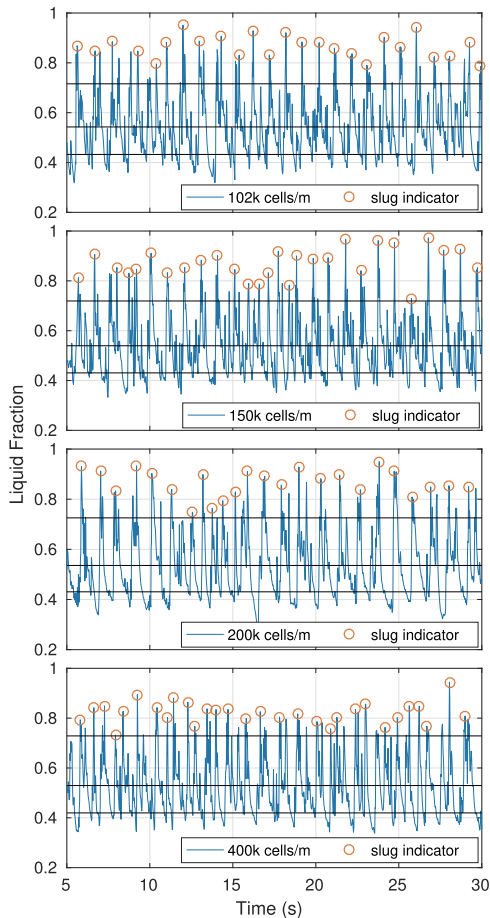 1
0.8
0.6
0.4
0.2
102k cells/m slug indicator
1
0.8
0.6
0.4
0.2
150k cells/m slug indicator
Liquid Fraction
1
0.8
0.6
0.4
0.2
200k cells/m slug indicator
1
0.8
0.6
0.4
0.2
400k cells/m slug indicator
5 10 15 20 25 30
Time (s)